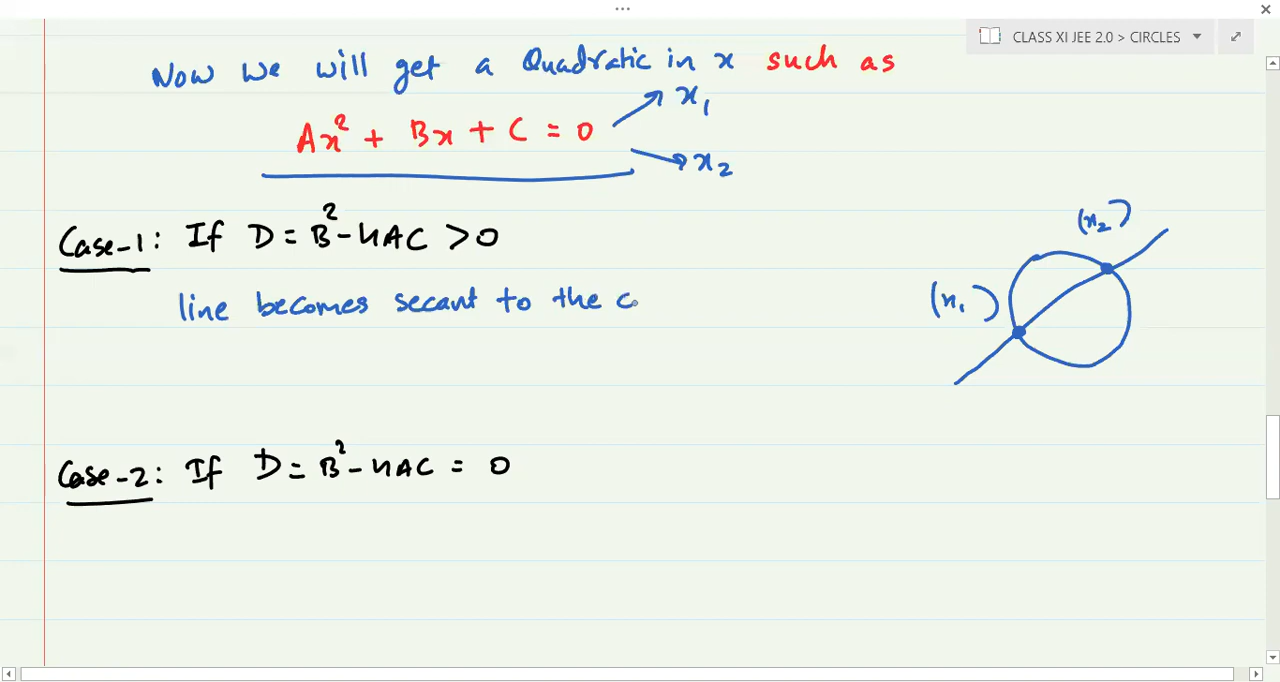 CLASS XI JEE 2.0 > CIRCLES
Now we will get a Quadratic in x such as
Ax² + Bx + C = 0
x₁
x₂
Case-1: If D = B² - 4AC > 0
line becomes secant to the c
(x₂)
(x₁)
Case-2: If D = B² - 4AC = 0